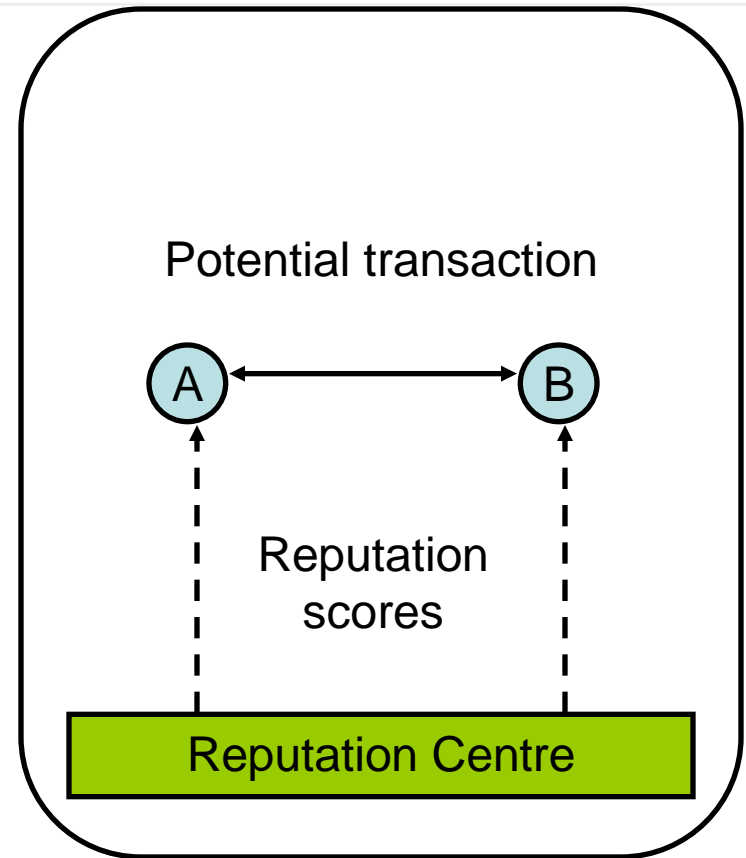 Potential transaction
A
B
Reputation
scores
Reputation Centre